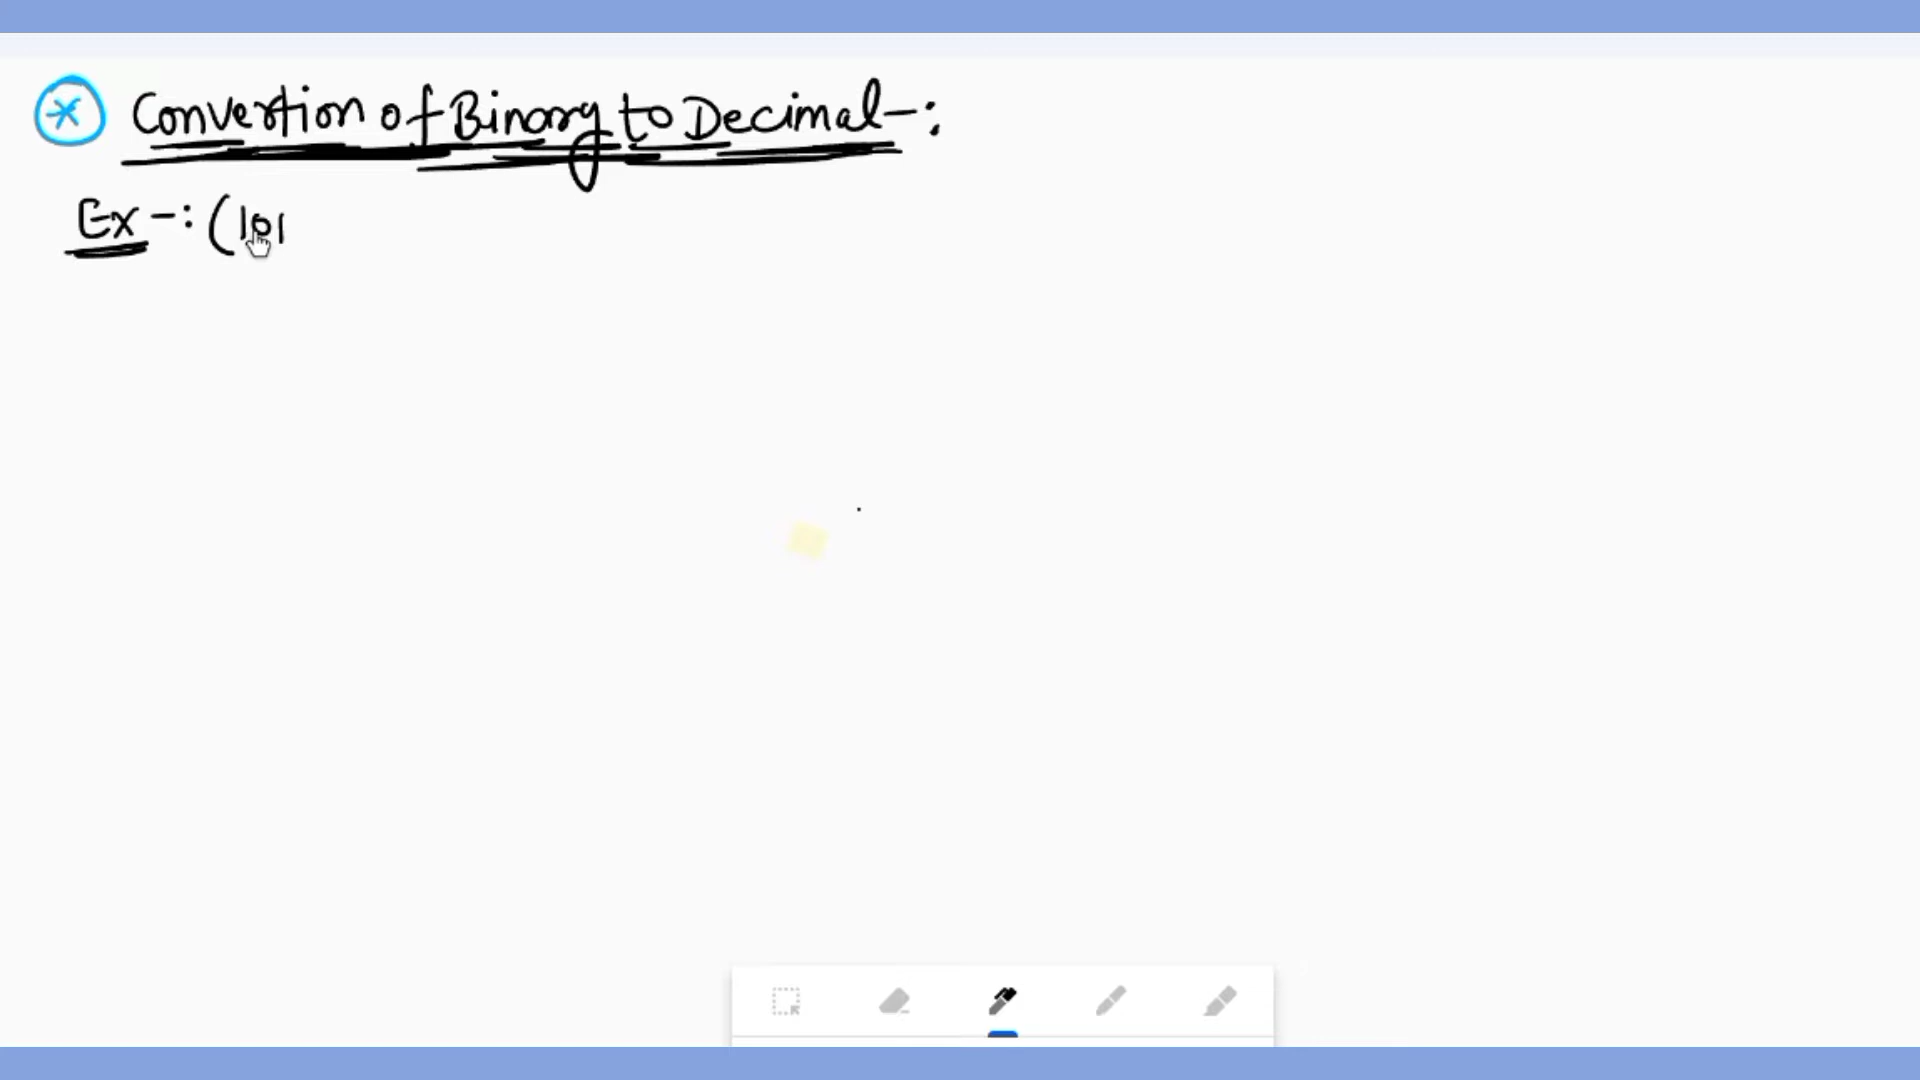 Convertion of Binary to Decimal-:
Ex-: (101